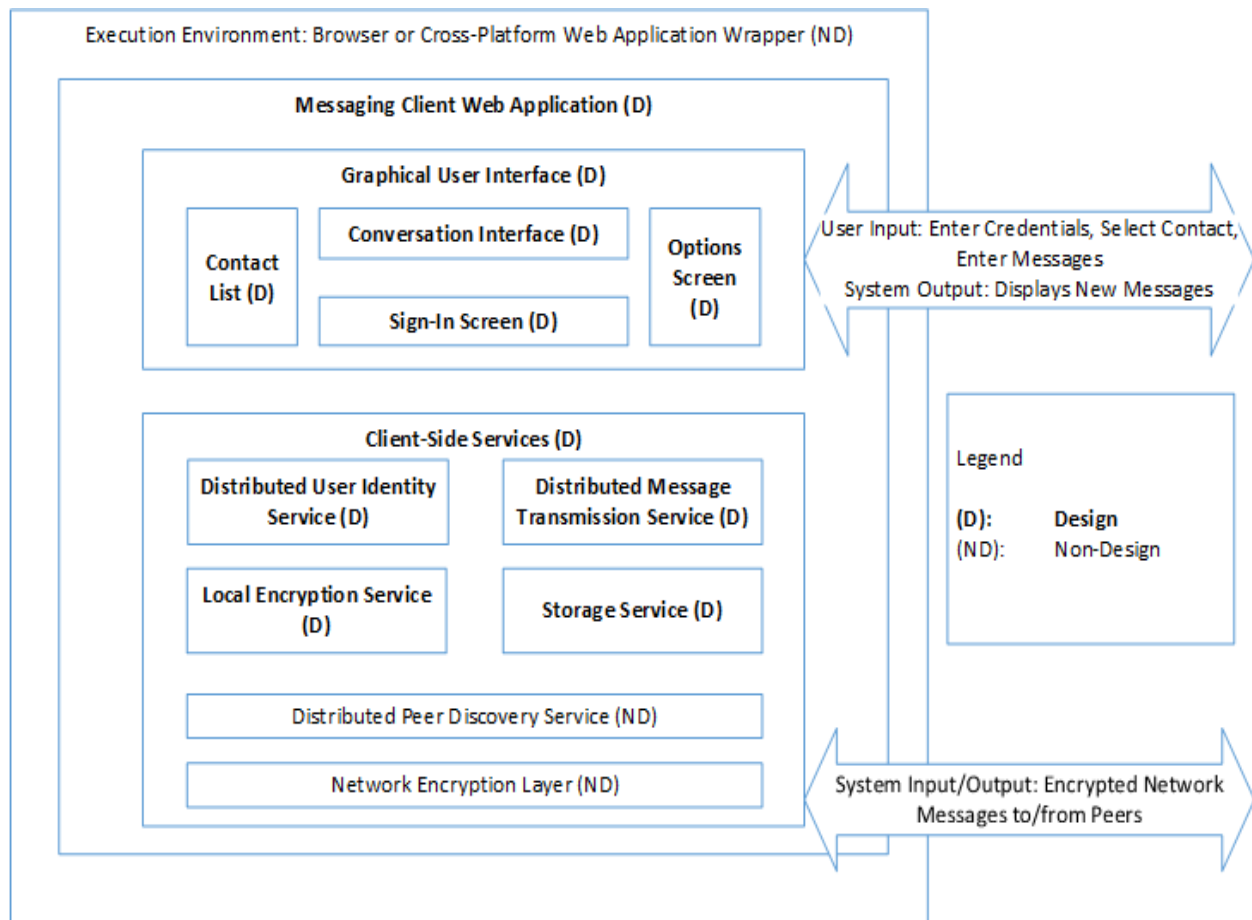 Execution Environment: Browser or Cross-Platform Web Application Wrapper (ND)
Messaging Client Web Application (D)
Graphical User Interface (D)
Contact
List (D)
Conversation Interface (D)
Sign-In Screen (D)
Options
Screen
(D)
User Input: Enter Credentials, Select Contact,
Enter Messages
System Output: Displays New Messages
Client-Side Services (D)
Distributed User Identity
Service (D)
Distributed Message
Transmission Service (D)
Local Encryption Service
(D)
Storage Service (D)
Distributed Peer Discovery Service (ND)
Network Encryption Layer (ND)
Legend
(D): Design
(ND): Non-Design
System Input/Output: Encrypted Network
Messages to/from Peers